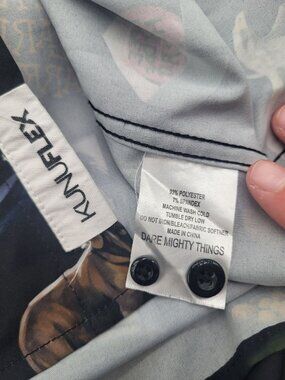 KUNUFLEX
93% POLYESTER
7% SPANDEX
MACHINE WASH COLD
TUMBLE DRY LOW
DO NOT IRON/BLEACH/FABRIC SOFTNER
MADE IN CHINA
DARE MIGHTY THINGS